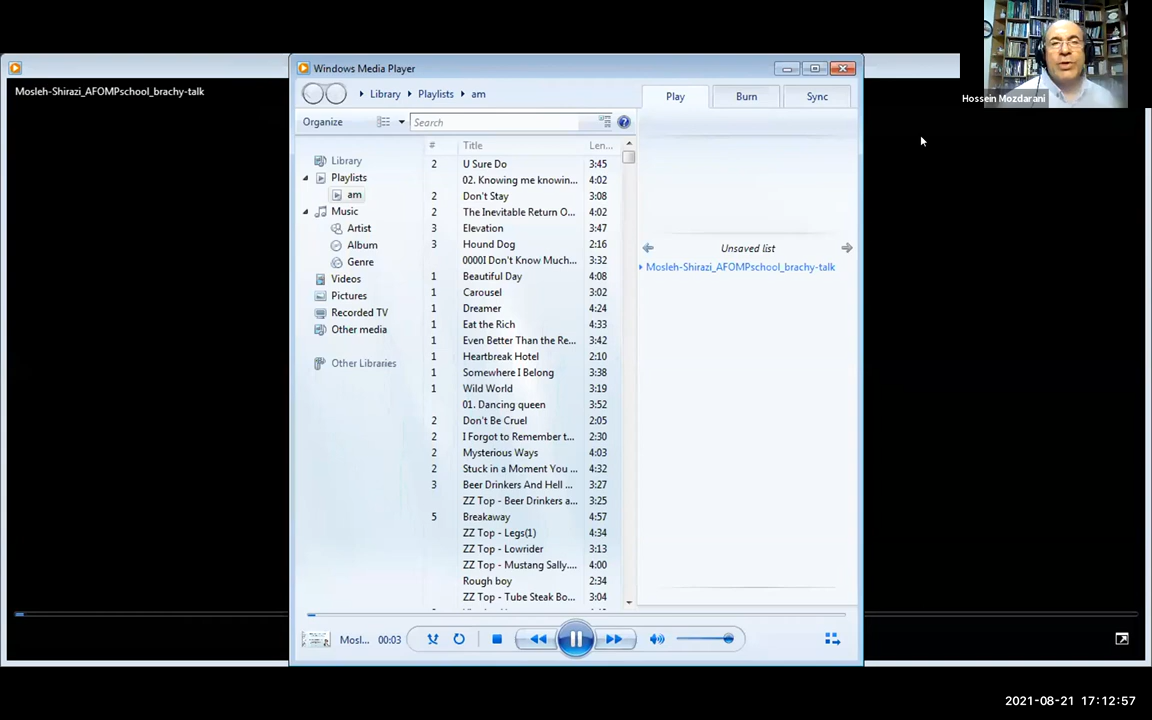 Hossein Mozdarani
Mosleh-Shirazi_AFOMPschool_brachy-talk
Windows Media Player
Library
Playlists
am
Play
Burn
Sync
Organize
Search
Library
Playlists
am
Music
Artist
Album
Genre
Videos
Pictures
Recorded TV
Other media
Other Libraries
# Title Len...
2 U Sure Do 3:45
02. Knowing me knowin... 4:02
2 Don't Stay 3:08
2 The Inevitable Return O... 4:02
3 Elevation 3:47
3 Hound Dog 2:16
0000I Don't Know Much... 3:32
1 Beautiful Day 4:08
1 Carousel 3:02
1 Dreamer 4:24
1 Eat the Rich 4:33
1 Even Better Than the Re... 3:42
1 Heartbreak Hotel 2:10
1 Somewhere I Belong 3:38
1 Wild World 3:19
01. Dancing queen 3:52
2 Don't Be Cruel 2:05
2 I Forgot to Remember t... 2:30
2 Mysterious Ways 4:03
2 Stuck in a Moment You ... 4:32
3 Beer Drinkers And Hell ... 3:27
ZZ Top - Beer Drinkers a... 3:25
5 Breakaway 4:57
ZZ Top - Legs(1) 4:34
ZZ Top - Lowrider 3:13
ZZ Top - Mustang Sally.... 4:00
Rough boy 2:34
ZZ Top - Tube Steak Bo... 3:04
Unsaved list
Mosleh-Shirazi_AFOMPschool_brachy-talk
Mosl... 00:03
2021-08-21 17:12:57